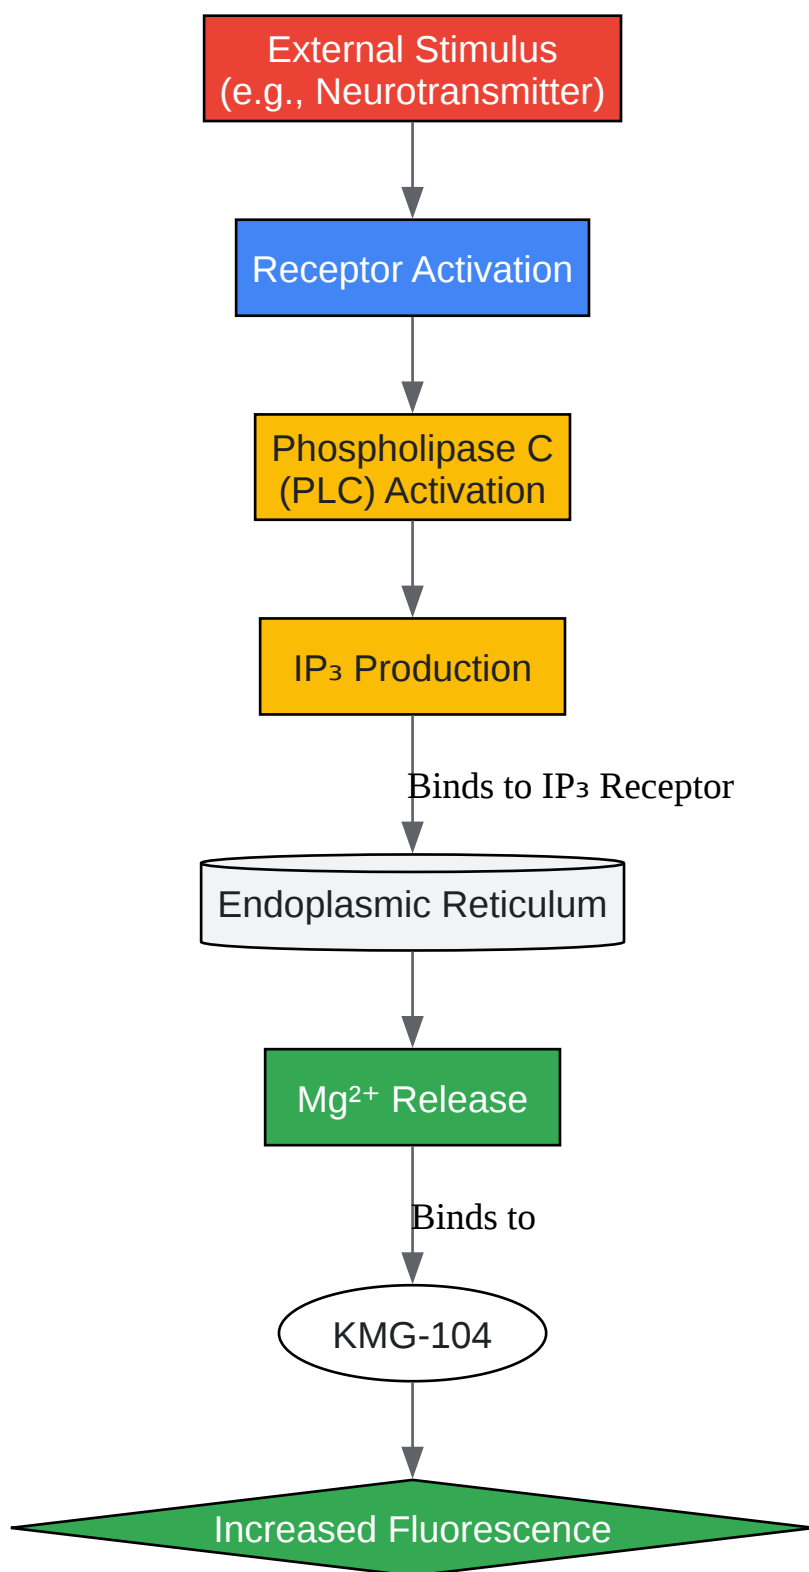 External Stimulus
(e.g., Neurotransmitter)
Receptor Activation
Phospholipase C
(PLC) Activation
IP₃ Production
Binds to IP₃ Receptor
Endoplasmic Reticulum
Mg²⁺ Release
Binds to
KMG-104
Increased Fluorescence